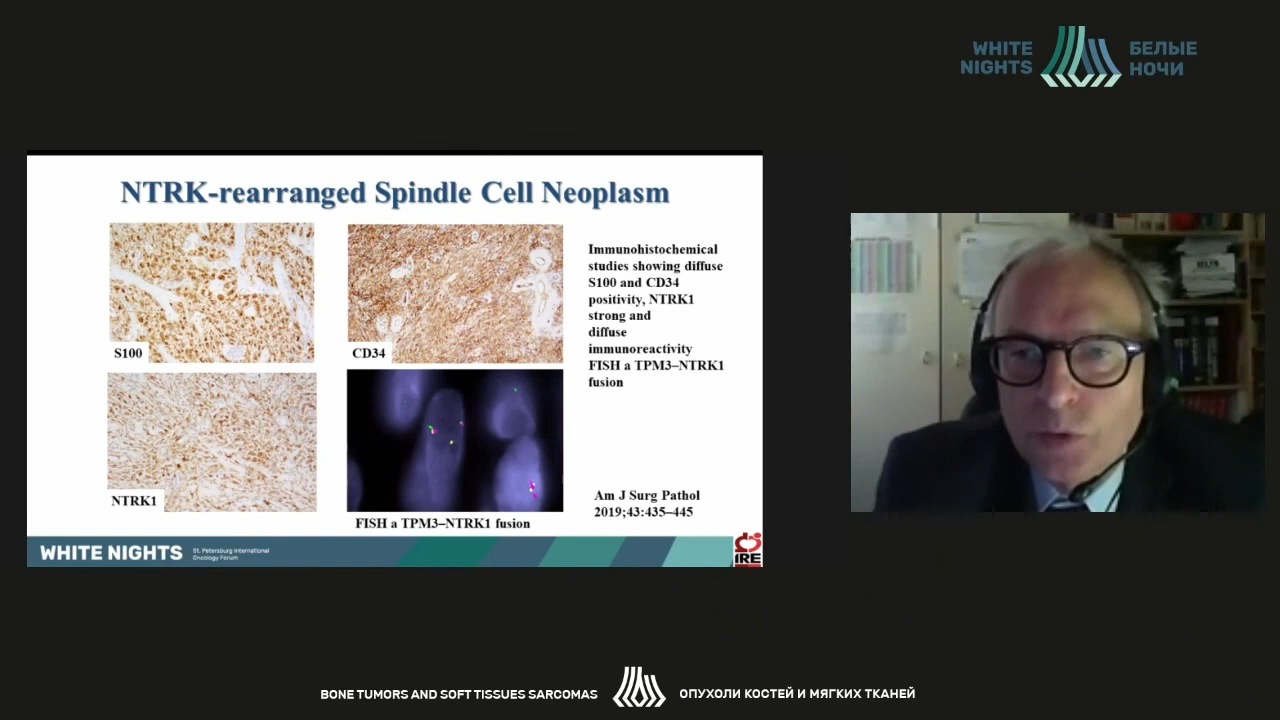 WHITE
NIGHTS
БЕЛЫЕ
НОЧИ
NTRK-rearranged Spindle Cell Neoplasm
S100
CD34
NTRK1
FISH a TPM3–NTRK1 fusion
Immunohistochemical
studies showing diffuse
S100 and CD34
positivity, NTRK1
strong and
diffuse
immunoreactivity
FISH a TPM3–NTRK1
fusion
Am J Surg Pathol
2019;43:435–445
WHITE NIGHTS
St. Petersburg International
Oncology Forum
IRE
BONE TUMORS AND SOFT TISSUES SARCOMAS
ОПУХОЛИ КОСТЕЙ И МЯГКИХ ТКАНЕЙ